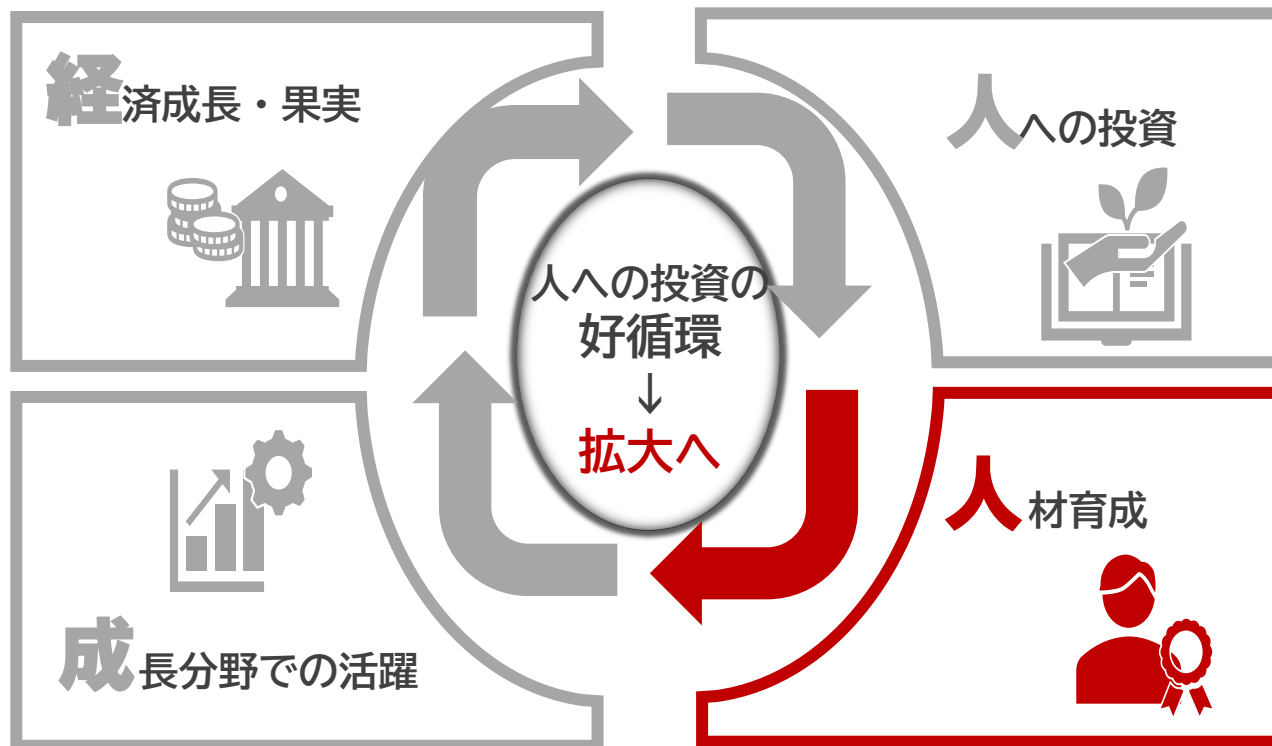 経済成長・果実
人への投資
人への投資の
好循環
↓
拡大へ
人材育成
成長分野での活躍